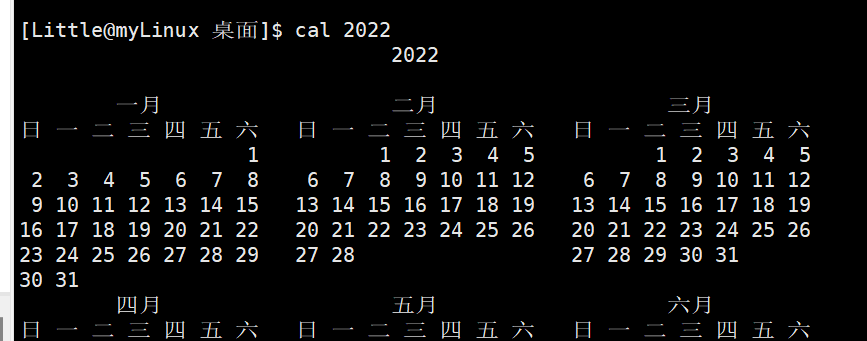 [Little@myLinux 桌面]$ cal 2022
2022
一月 二月 三月
日 一 二 三 四 五 六 日 一 二 三 四 五 六 日 一 二 三 四 五 六
1 1 2 3 4 5 1 2 3 4 5
2 3 4 5 6 7 8 6 7 8 9 10 11 12 6 7 8 9 10 11 12
9 10 11 12 13 14 15 13 14 15 16 17 18 19 13 14 15 16 17 18 19
16 17 18 19 20 21 22 20 21 22 23 24 25 26 20 21 22 23 24 25 26
23 24 25 26 27 28 29 27 28 27 28 29 30 31
30 31
四月 五月 六月
日 一 二 三 四 五 六 日 一 二 三 四 五 六 日 一 二 三 四 五 六